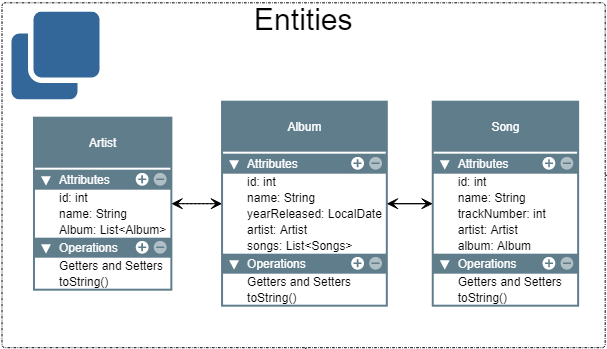 Entities
Artist
Attributes
id: int
name: String
Album: List<Album>
Operations
Getters and Setters
toString()
Album
Attributes
id: int
name: String
yearReleased: LocalDate
artist: Artist
songs: List<Songs>
Operations
Getters and Setters
toString()
Song
Attributes
id: int
name: String
trackNumber: int
artist: Artist
album: Album
Operations
Getters and Setters
toString()